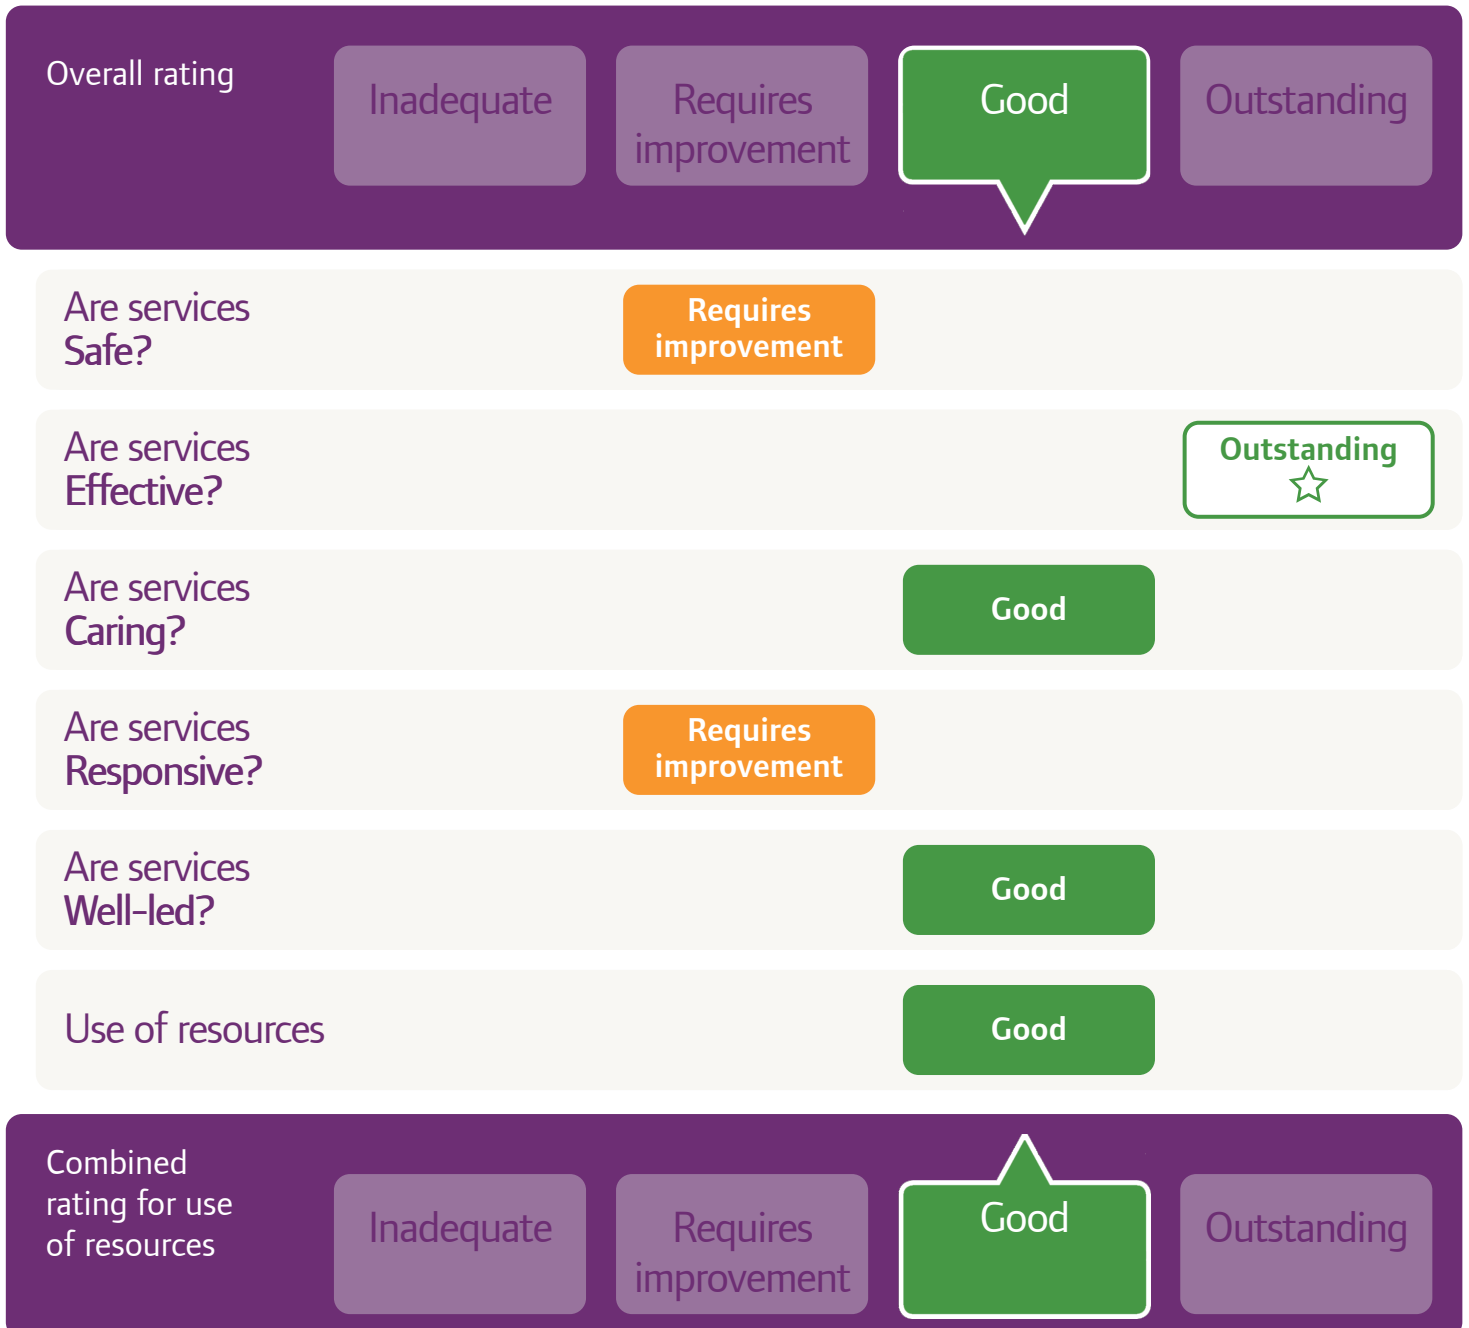 Overall rating
Inadequate
Requires
improvement
Good
Outstanding
Are services
Safe?
Requires
improvement
Are services
Effective?
Outstanding
Are services
Caring?
Good
Are services
Responsive?
Requires
improvement
Are services
Well-led?
Good
Use of resources
Good
Combined
rating for use
of resources
Inadequate
Requires
improvement
Good
Outstanding